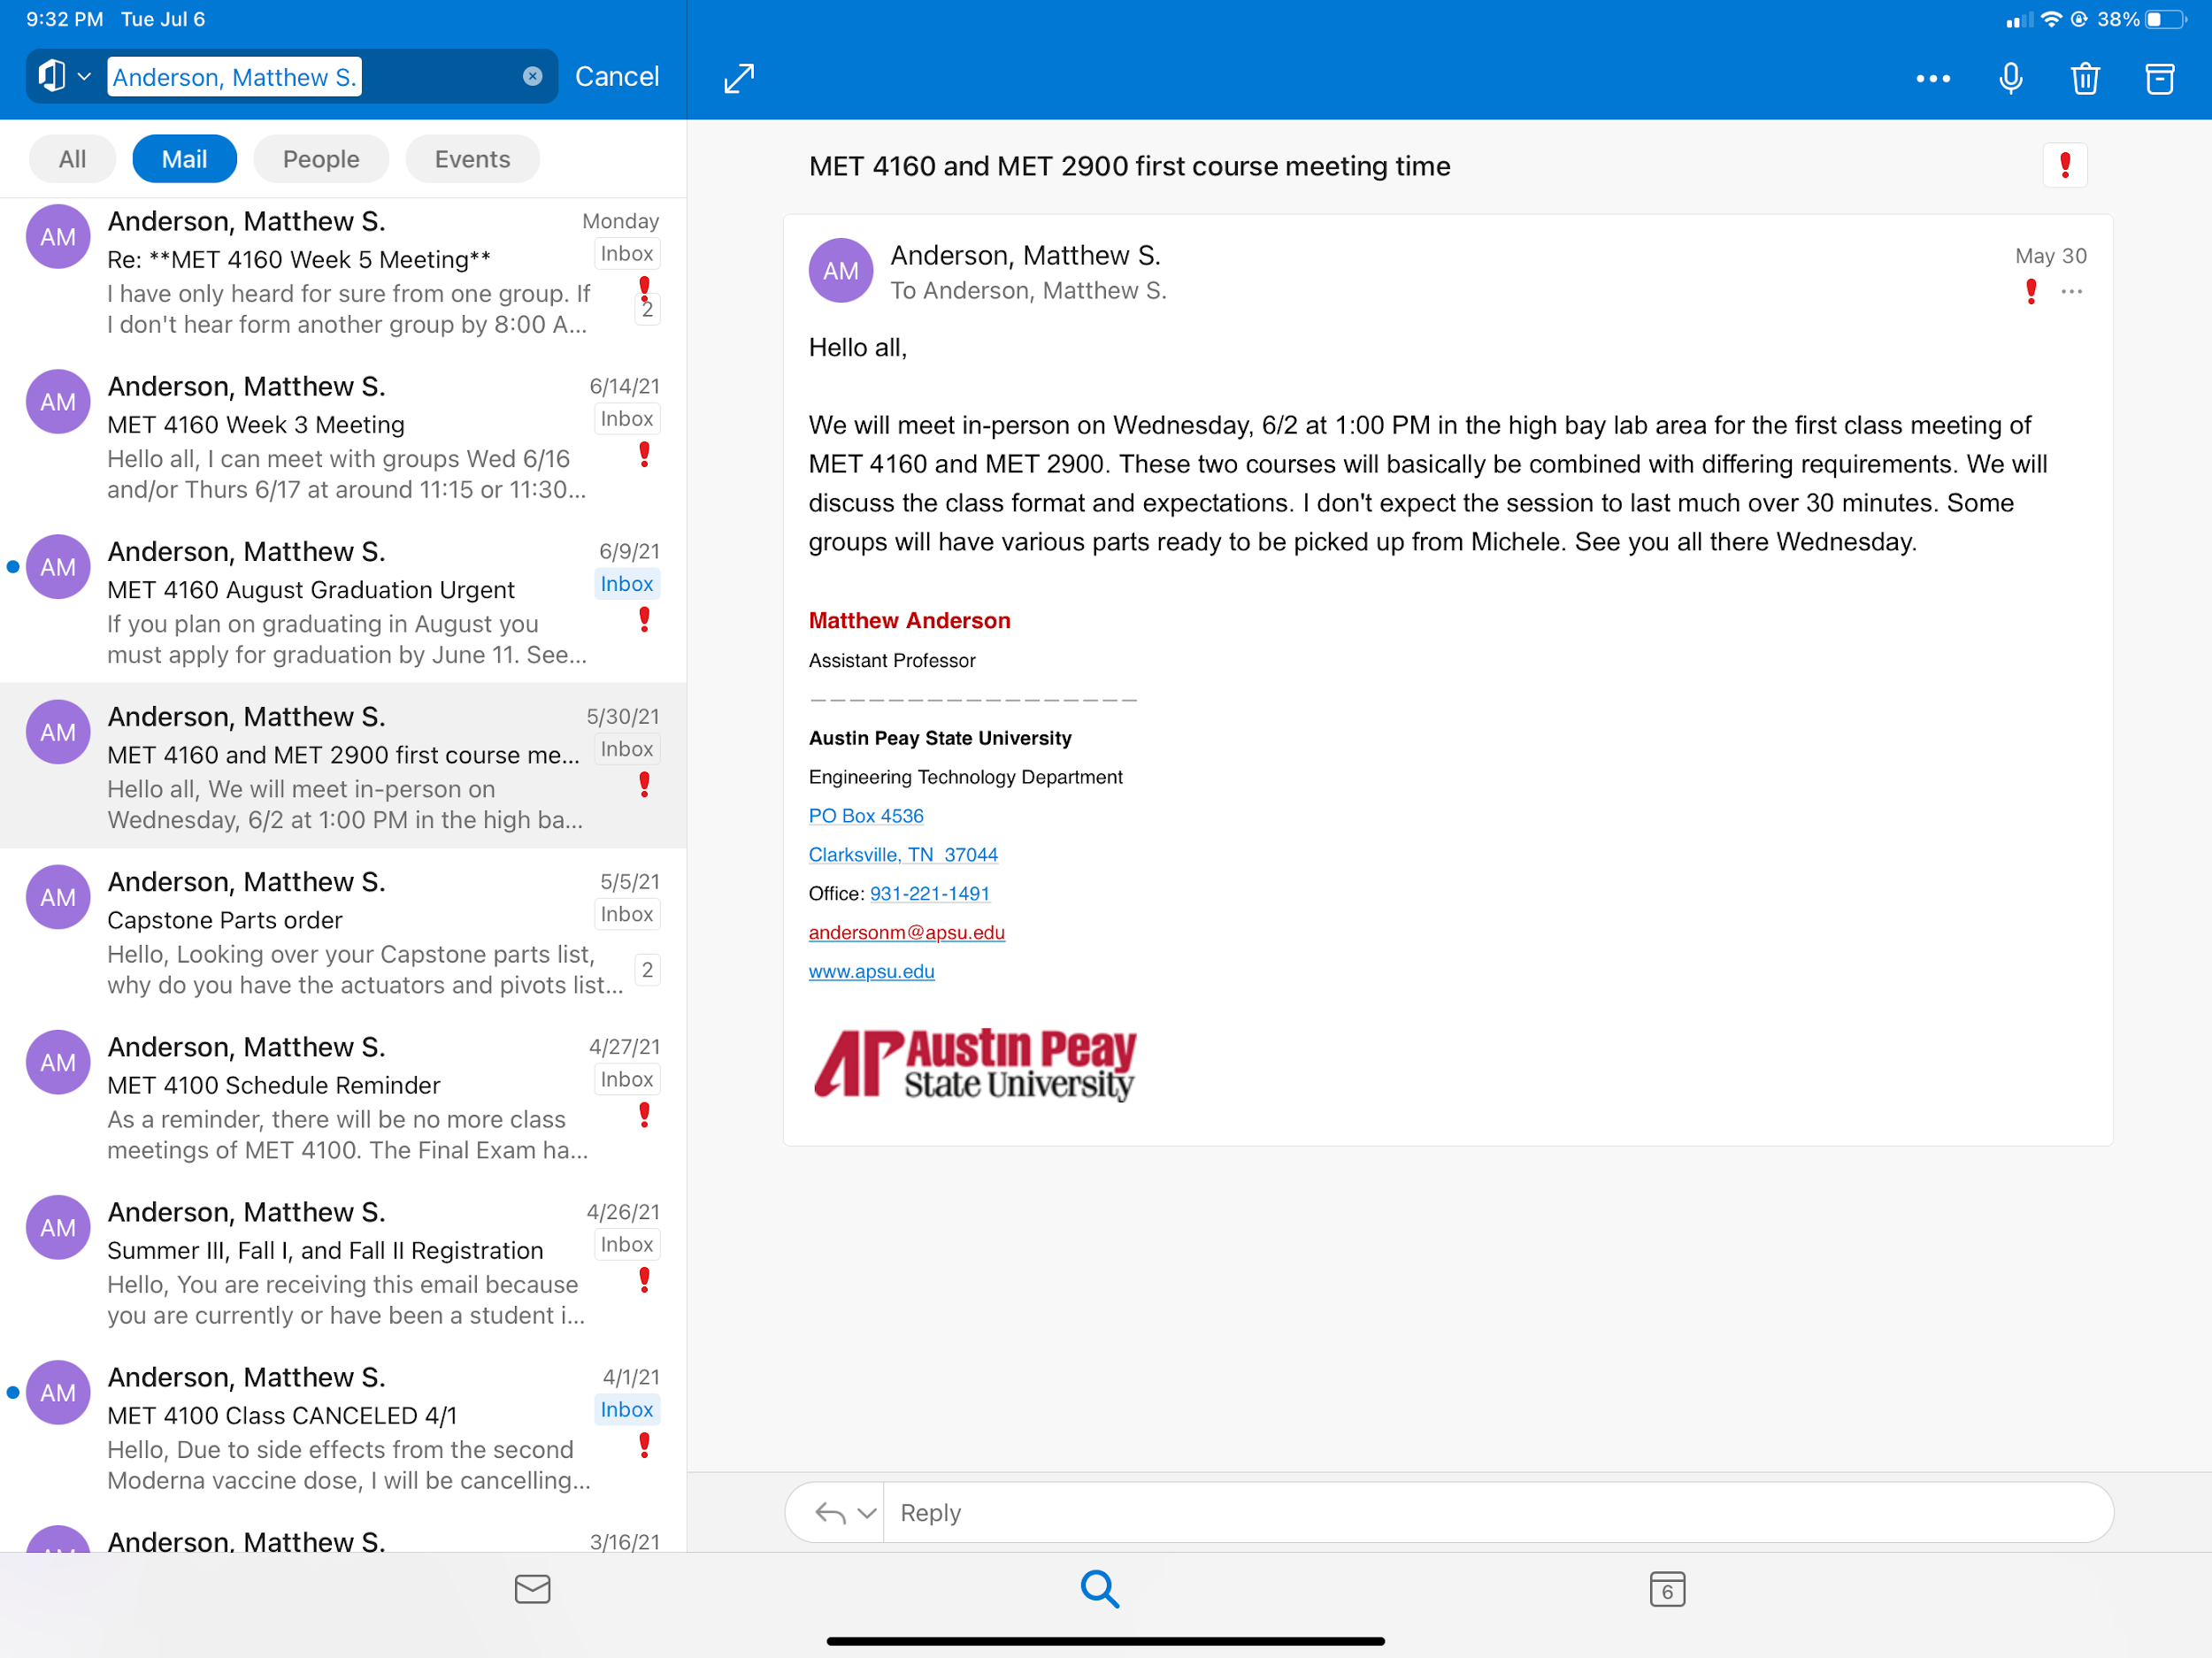 9:32 PM Tue Jul 6
38%
Anderson, Matthew S.
Cancel
All Mail People Events
Anderson, Matthew S. Monday
Re: **MET 4160 Week 5 Meeting** Inbox
I have only heard for sure from one group. If
I don't hear form another group by 8:00 A... 2
Anderson, Matthew S. 6/14/21
MET 4160 Week 3 Meeting Inbox
Hello all, I can meet with groups Wed 6/16
and/or Thurs 6/17 at around 11:15 or 11:30...
Anderson, Matthew S. 6/9/21
MET 4160 August Graduation Urgent Inbox
If you plan on graduating in August you
must apply for graduation by June 11. See...
Anderson, Matthew S. 5/30/21
MET 4160 and MET 2900 first course me... Inbox
Hello all, We will meet in-person on
Wednesday, 6/2 at 1:00 PM in the high ba...
Anderson, Matthew S. 5/5/21
Capstone Parts order Inbox
Hello, Looking over your Capstone parts list,
why do you have the actuators and pivots list... 2
Anderson, Matthew S. 4/27/21
MET 4100 Schedule Reminder Inbox
As a reminder, there will be no more class
meetings of MET 4100. The Final Exam ha...
Anderson, Matthew S. 4/26/21
Summer III, Fall I, and Fall II Registration Inbox
Hello, You are receiving this email because
you are currently or have been a student i...
Anderson, Matthew S. 4/1/21
MET 4100 Class CANCELED 4/1 Inbox
Hello, Due to side effects from the second
Moderna vaccine dose, I will be cancelling...
Anderson, Matthew S. 3/16/21
AM
AM
AM
AM
AM
AM
AM
AM
MET 4160 and MET 2900 first course meeting time
AM
Anderson, Matthew S. May 30
To Anderson, Matthew S.
Hello all,
We will meet in-person on Wednesday, 6/2 at 1:00 PM in the high bay lab area for the first class meeting of
MET 4160 and MET 2900. These two courses will basically be combined with differing requirements. We will
discuss the class format and expectations. I don't expect the session to last much over 30 minutes. Some
groups will have various parts ready to be picked up from Michele. See you all there Wednesday.
Matthew Anderson
Assistant Professor
_________________
Austin Peay State University
Engineering Technology Department
PO Box 4536
Clarksville, TN 37044
Office: 931-221-1491
andersonm@apsu.edu
www.apsu.edu
AP Austin Peay
State University
Reply
6